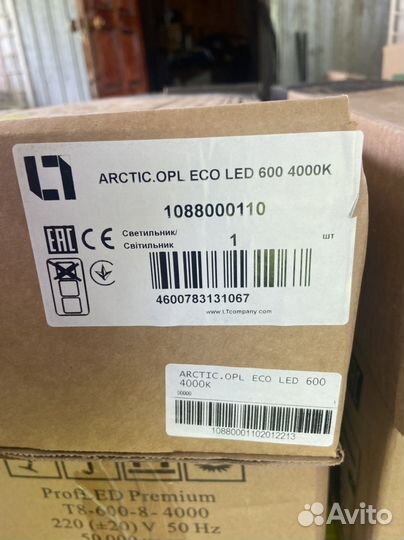 ARCTIC.OPL ECO LED 600 4000K
1088000110
EAC CE
Светильник/
Світильник
1
шт
4600783131067
www.LTcompany.com
ARCTIC.OPL ECO LED 600
4000K
10880001102012213
ProfLED Premium
T8-600-8- 4000
220 (±20) V 50 Hz
Avito